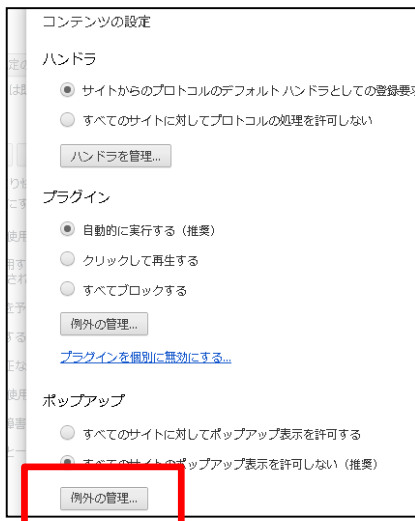 コンテンツの設定
ハンドラ
サイトからのプロトコルのデフォルト ハンドラとしての登録要求
すべてのサイトに対してプロトコルの処理を許可しない
ハンドラを管理...
プラグイン
自動的に実行する（推奨）
クリックして再生する
すべてブロックする
例外の管理...
プラグインを個別に無効にする...
ポップアップ
すべてのサイトに対してポップアップ表示を許可する
すべてのサイトのポップアップ表示を許可しない（推奨）
例外の管理...